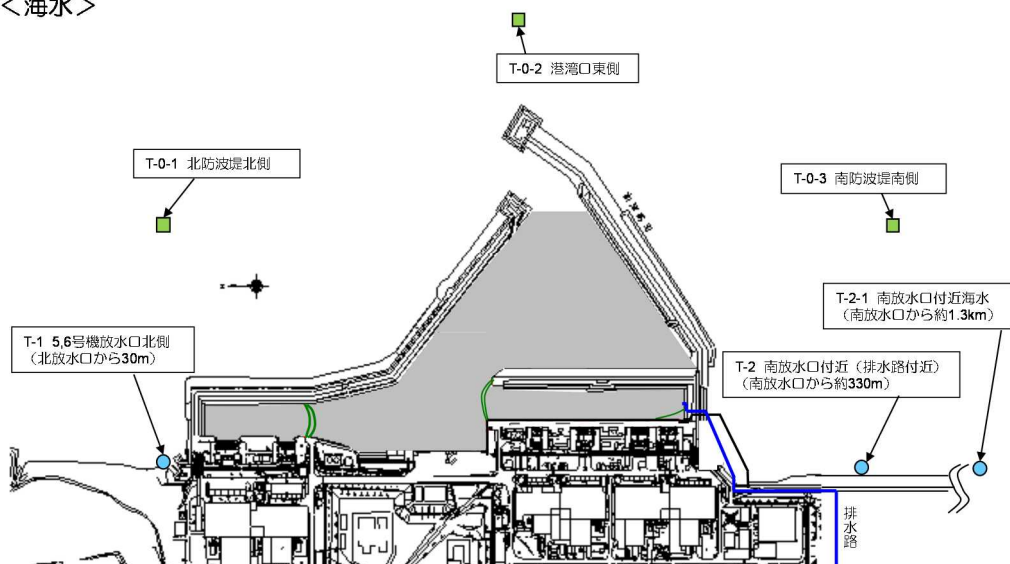 ＜海水＞
T-0-2 港湾口東側
T-0-1 北防波堤北側
T-0-3 南防波堤南側
T-2-1 南放水口付近海水
（南放水口から約1.3km）
T-1 5,6号機放水口北側
（北放水口から30m）
T-2 南放水口付近（排水路付近）
（南放水口から約330m）
排水路